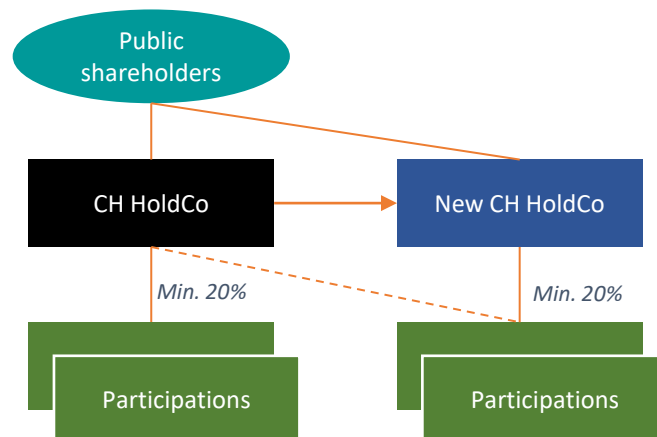 Public
shareholders
CH HoldCo
New CH HoldCo
Min. 20%
Min. 20%
Participations
Participations